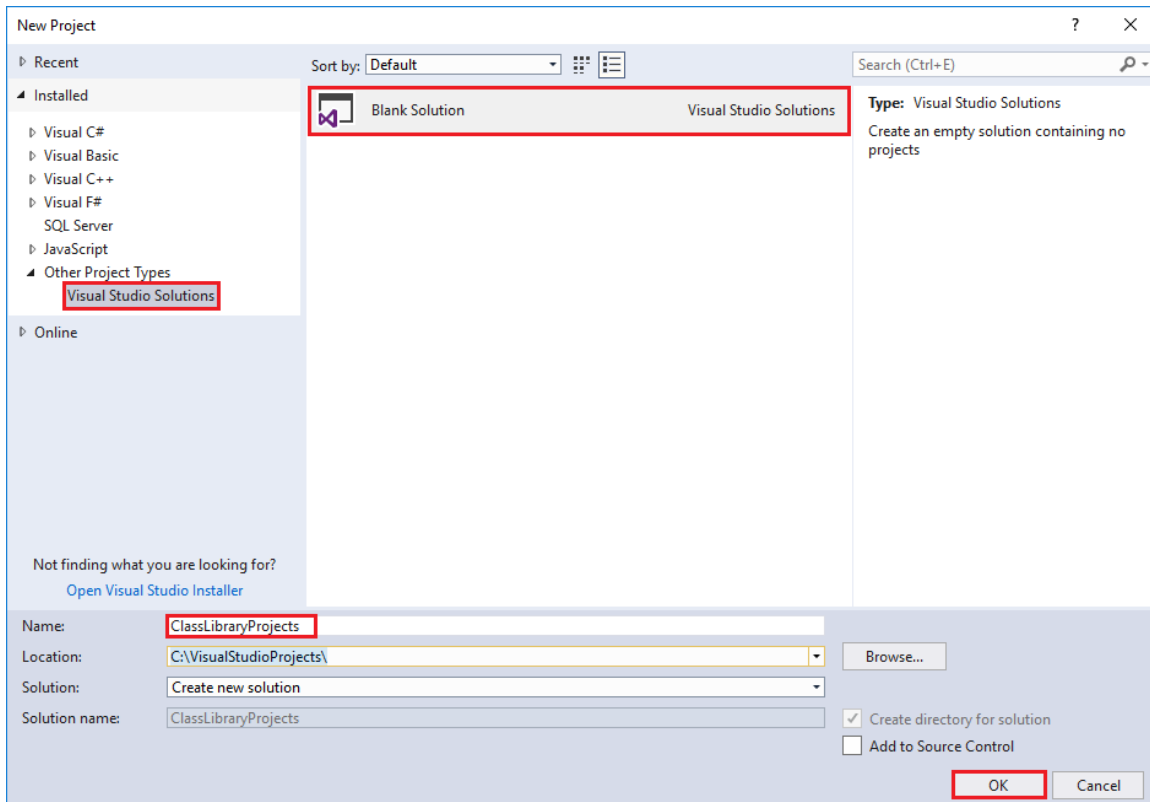 New Project
?
Recent
Sort by: Default
Search (Ctrl+E)
Installed
Visual C#
Visual Basic
Visual C++
Visual F#
SQL Server
JavaScript
Other Project Types
Visual Studio Solutions
Online
Blank Solution Visual Studio Solutions
Type: Visual Studio Solutions
Create an empty solution containing no
projects
Not finding what you are looking for?
Open Visual Studio Installer
Name: ClassLibraryProjects
Location: C:\VisualStudioProjects\ Browse...
Solution: Create new solution
Solution name: ClassLibraryProjects
Create directory for solution
Add to Source Control
OK Cancel